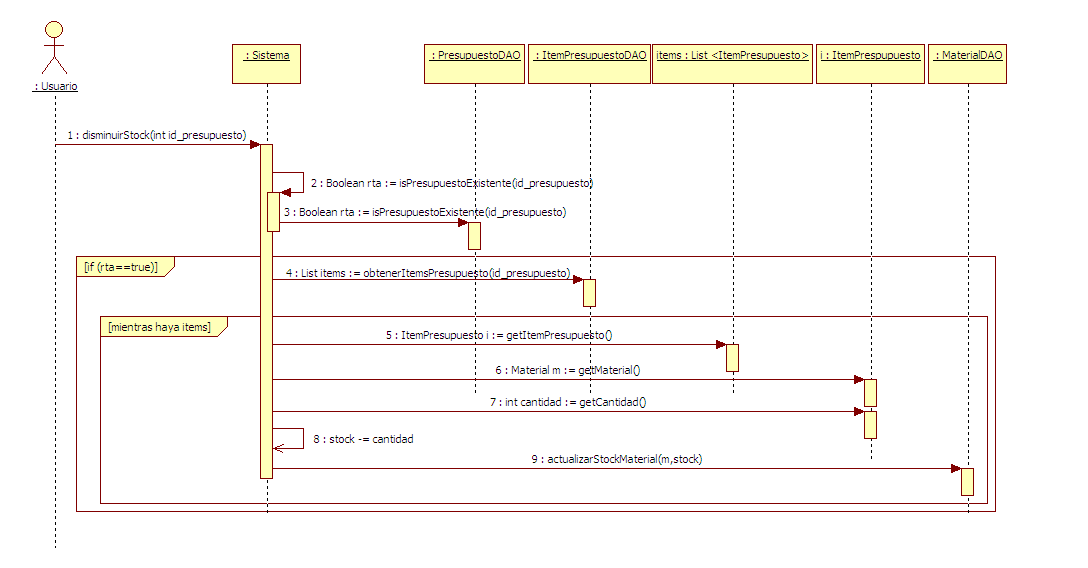 : Sistema
: PresupuestoDAO
: ItemPresupuestoDAO
items : List <ItemPresupuesto>
i : ItemPrespupuesto
: MaterialDAO
: Usuario
1 : disminuirStock(int id_presupuesto)
2 : Boolean rta := isPresupuestoExistente(id_presupuesto)
3 : Boolean rta := isPresupuestoExistente(id_presupuesto)
[if (rta==true)]
4 : List items := obtenerItemsPresupuesto(id_presupuesto)
[mientras haya items]
5 : ItemPresupuesto i := getItemPresupuesto()
6 : Material m := getMaterial()
7 : int cantidad := getCantidad()
8 : stock -= cantidad
9 : actualizarStockMaterial(m,stock)